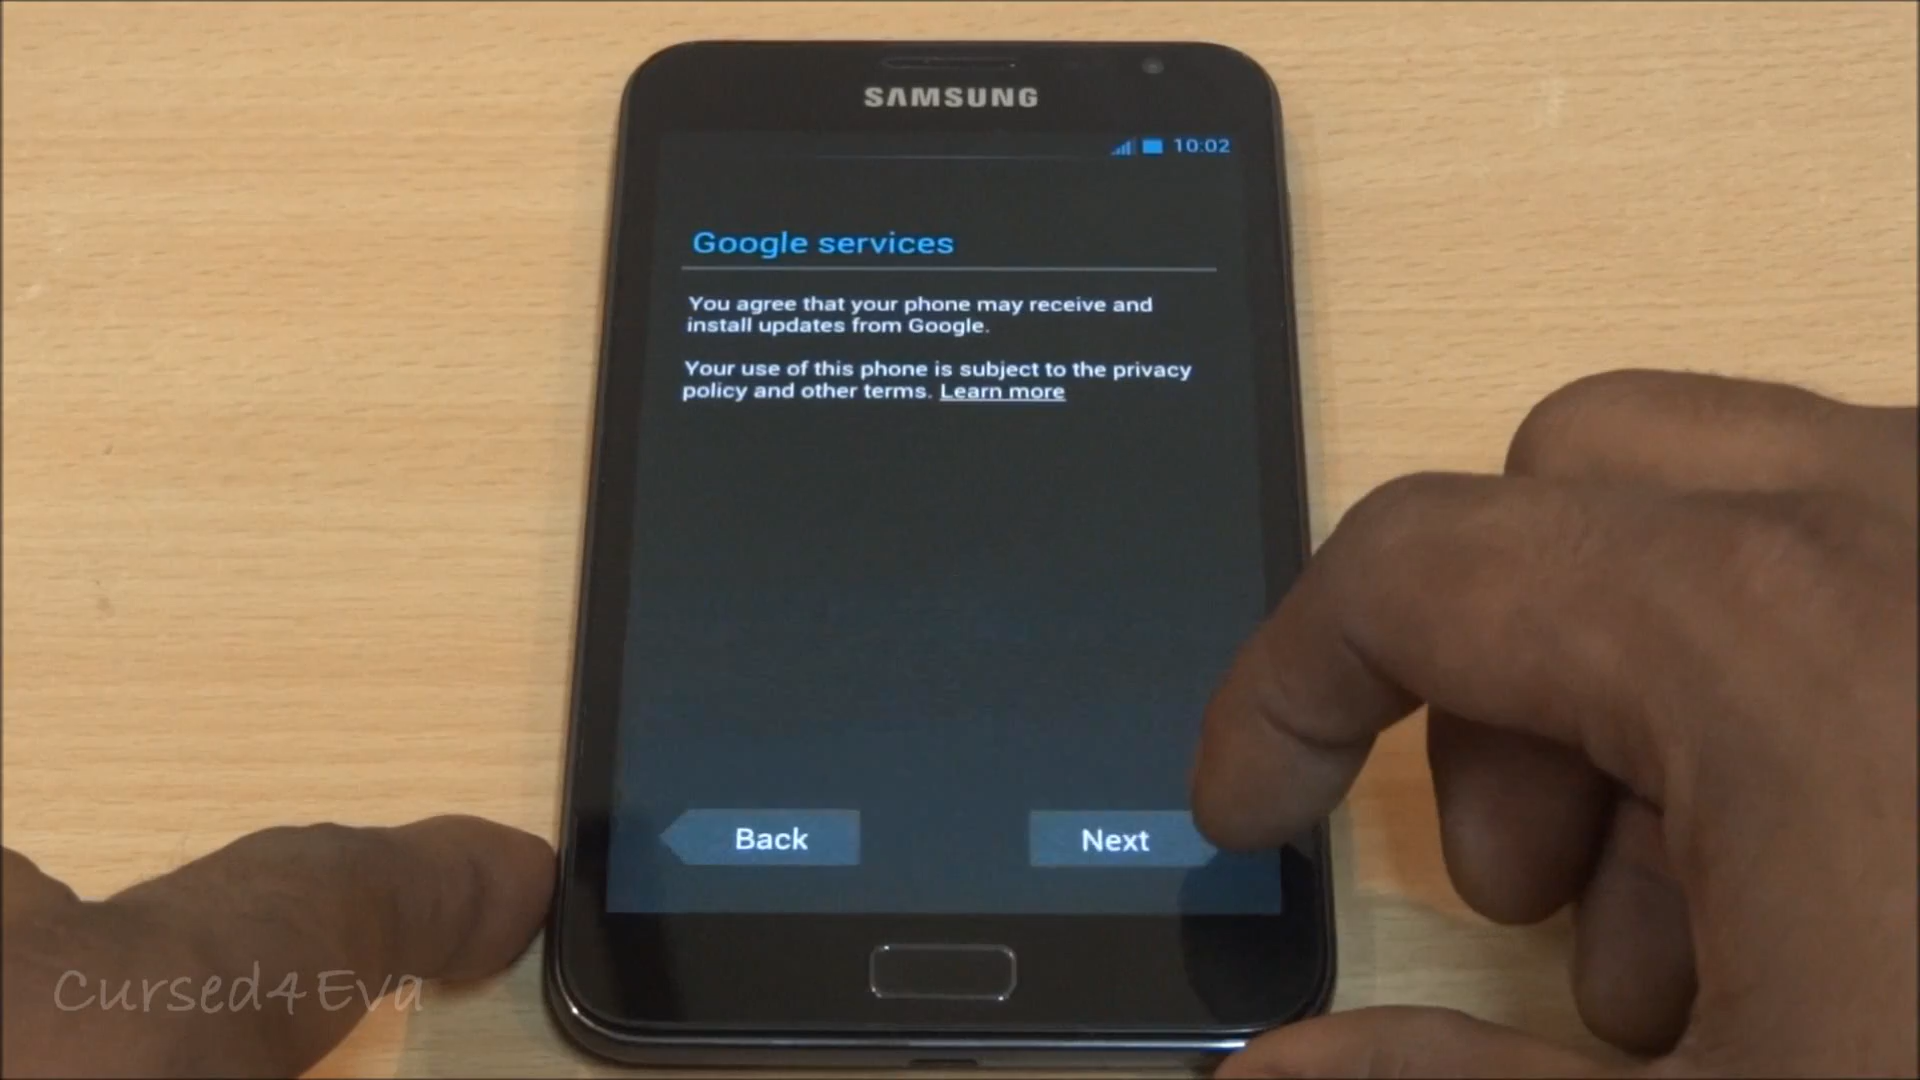 SAMSUNG
10:02
Google services
You agree that your phone may receive and
install updates from Google.
Your use of this phone is subject to the privacy
policy and other terms. Learn more
Back
Next
Cursed4Eva